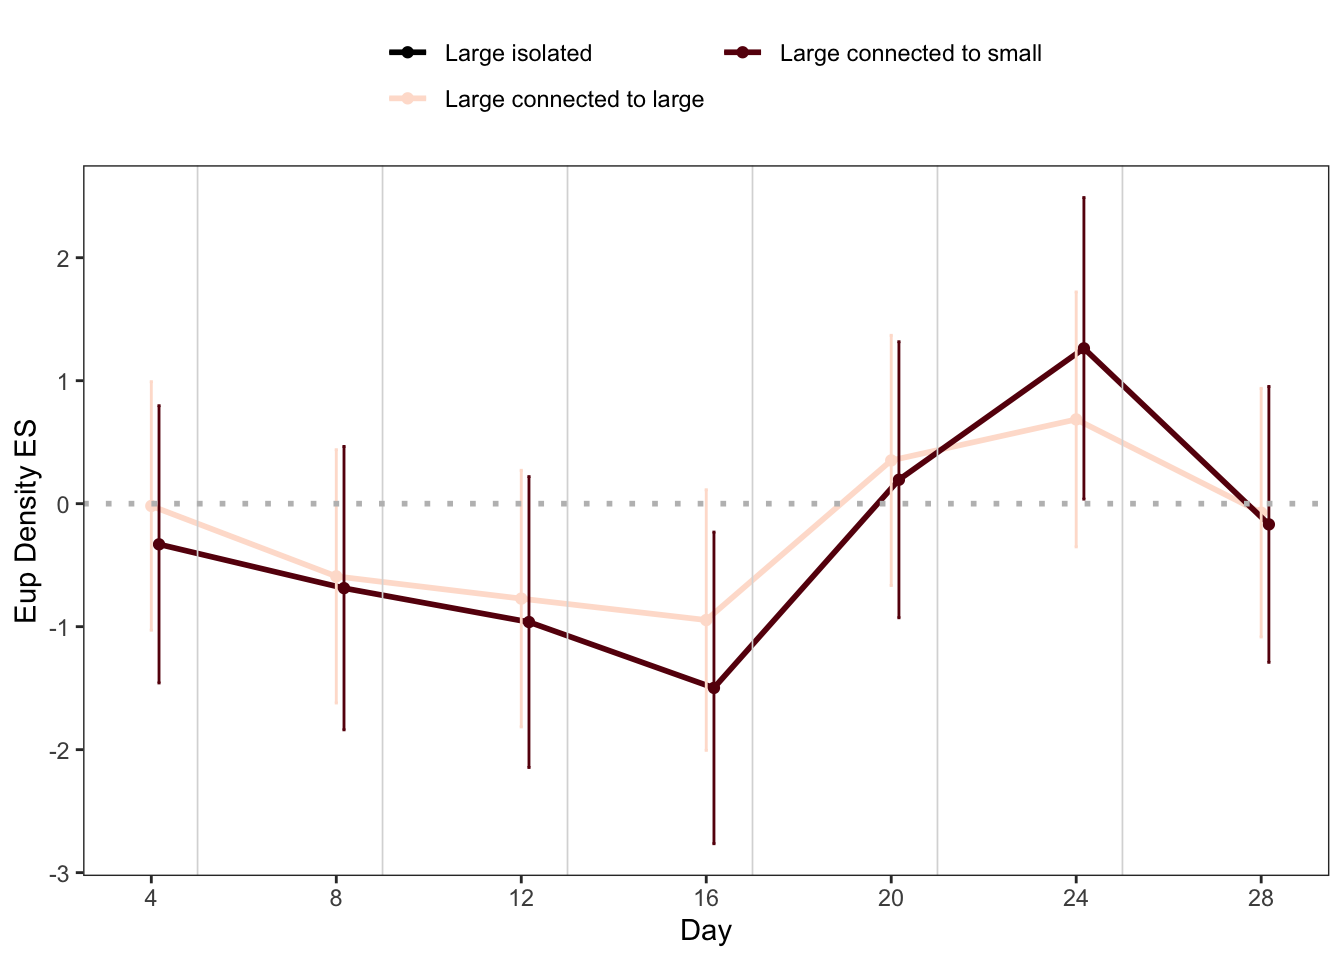 Large isolated
Large connected to small
Large connected to large
Eup Density ES
2
1
0
-1
-2
-3
4 8 12 16 20 24 28
Day